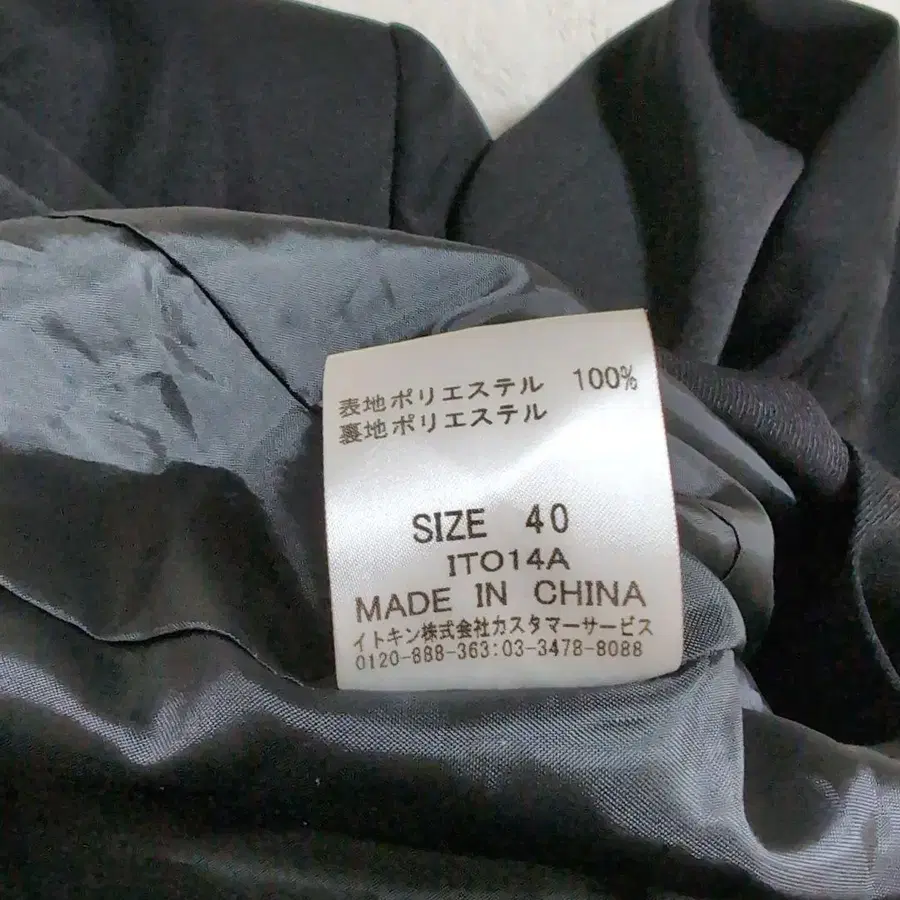 表地ポリエステル 100%
裏地ポリエステル
SIZE 40
ITO14A
MADE IN CHINA
イトキン株式会社カスタマーサービス
0120-888-363:03-3478-8088